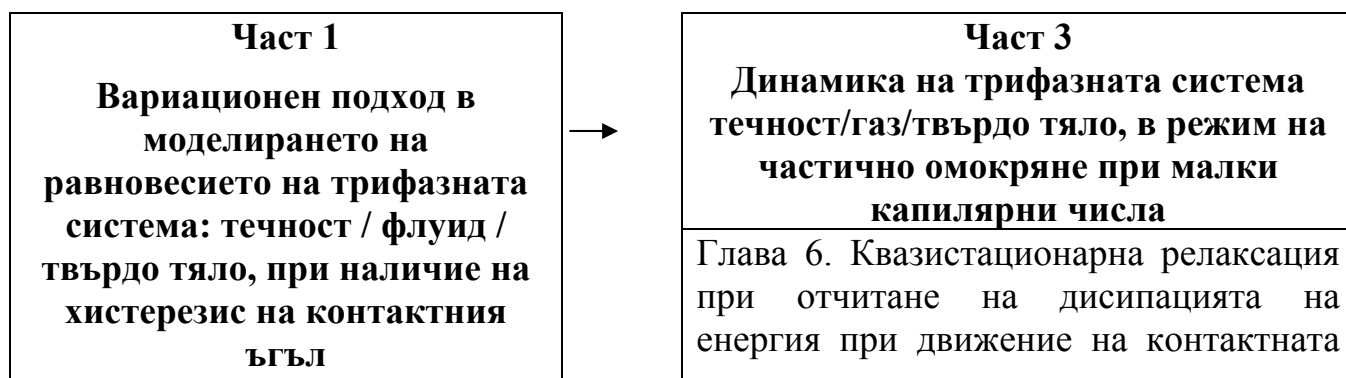 Част 1
Вариационен подход в
моделирането на
равновесието на трифазната
система: течност / флуид /
твърдо тяло, при наличие на
хистерезис на контактния
ъгъл
Част 3
Динамика на трифазната система
течност/газ/твърдо тяло, в режим на
частично омокряне при малки
капилярни числа
Глава 6. Квазистационарна релаксация
при отчитане на дисипацията на
енергия при движение на контактната